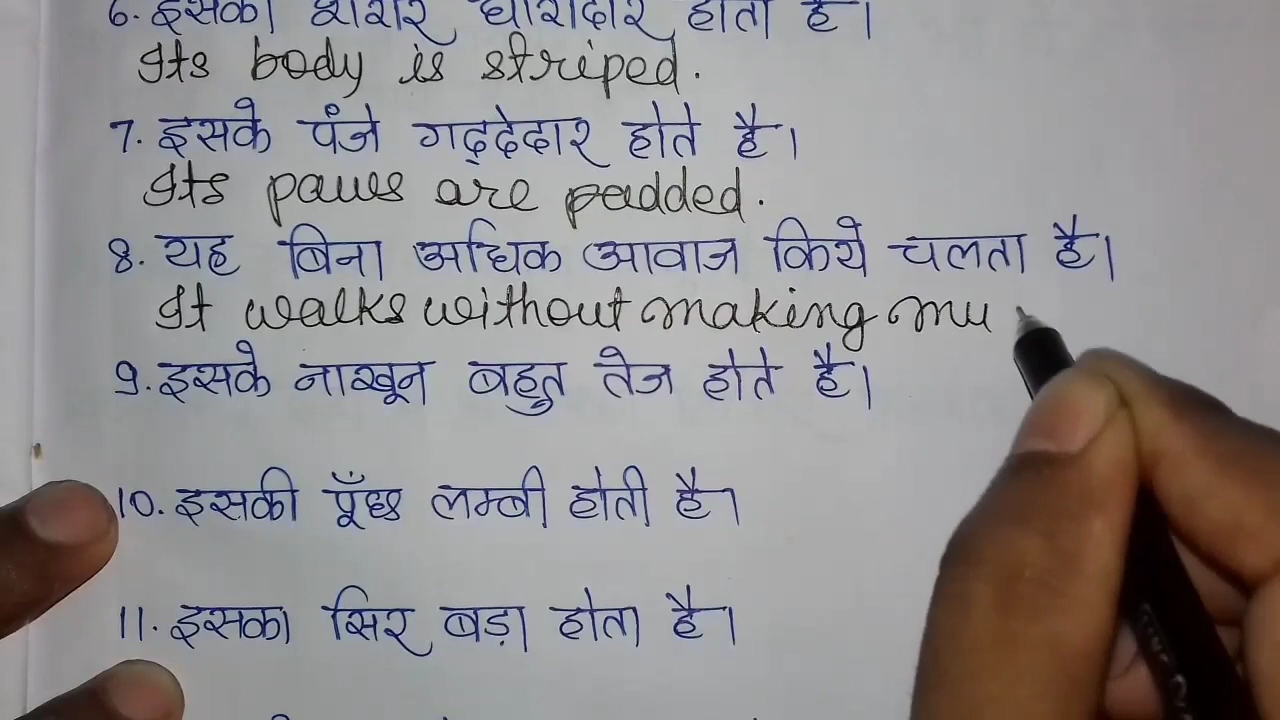 6. इसका शरीर धारीदार होता है।
Its body is striped.
7. इसके पंजे गद्देदार होते है।
Its paws are padded.
8. यह बिना अधिक आवाज किये चलता है।
It walks without making mu
9. इसके नाखून बहुत तेज होते है।
10. इसकी पूँछ लम्बी होती है।
11. इसका सिर बड़ा होता है।